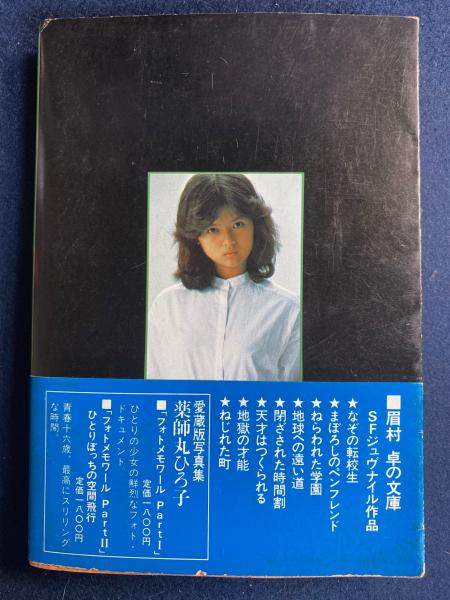 ■眉村 卓の文庫
SFジュヴナイル作品
★なぞの転校生
★まぼろしのペンフレンド
★ねらわれた学園
★地球への遠い道
★閉ざされた時間割
★天才はつくられる
★地獄の才能
★ねじれた町
愛蔵版写真集
薬師丸ひろ子
■「フォトメモワール PartⅠ」
定価一八〇〇円
ひとりの少女の鮮烈なフォト・
ドキュメント
■「フォトメモワール PartⅡ」
ひとりぼっちの空間飛行
定価一八〇〇円
青春十六歳、最高にスリリング
な時間。